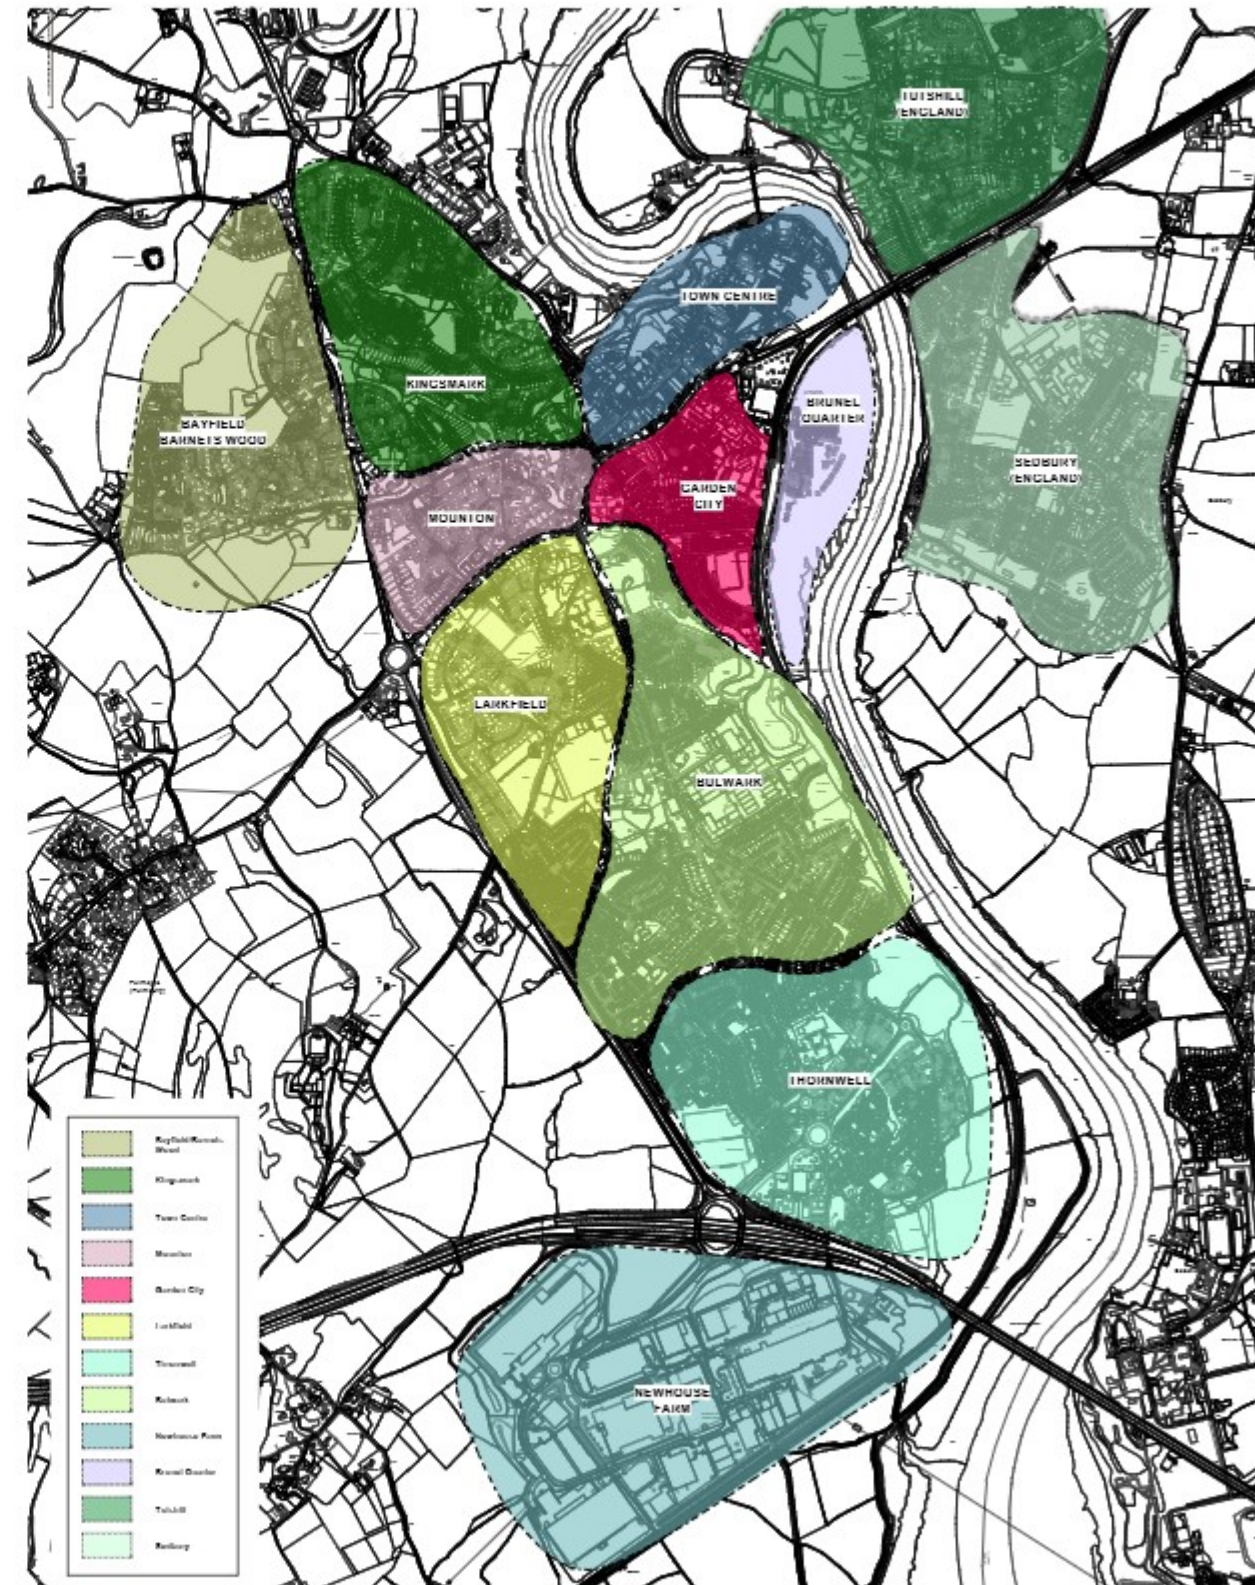 TUTSHILL
(ENGLAND)
TOWN CENTRE
KINGSMARK
BRUNEL
QUARTER
BAYFIELD
BARNETS WOOD
SEDBURY
(ENGLAND)
GARDEN
CITY
MOUNTON
LARKFIELD
BULWARK
THORNWELL
NEWHOUSE
FARM
Wood
Kingsmark
Town Centre
Mounton
Garden City
Larkfield
Thornwell
Bulwark
Newhouse Farm
Brunel Quarter
Tutshill
Sedbury